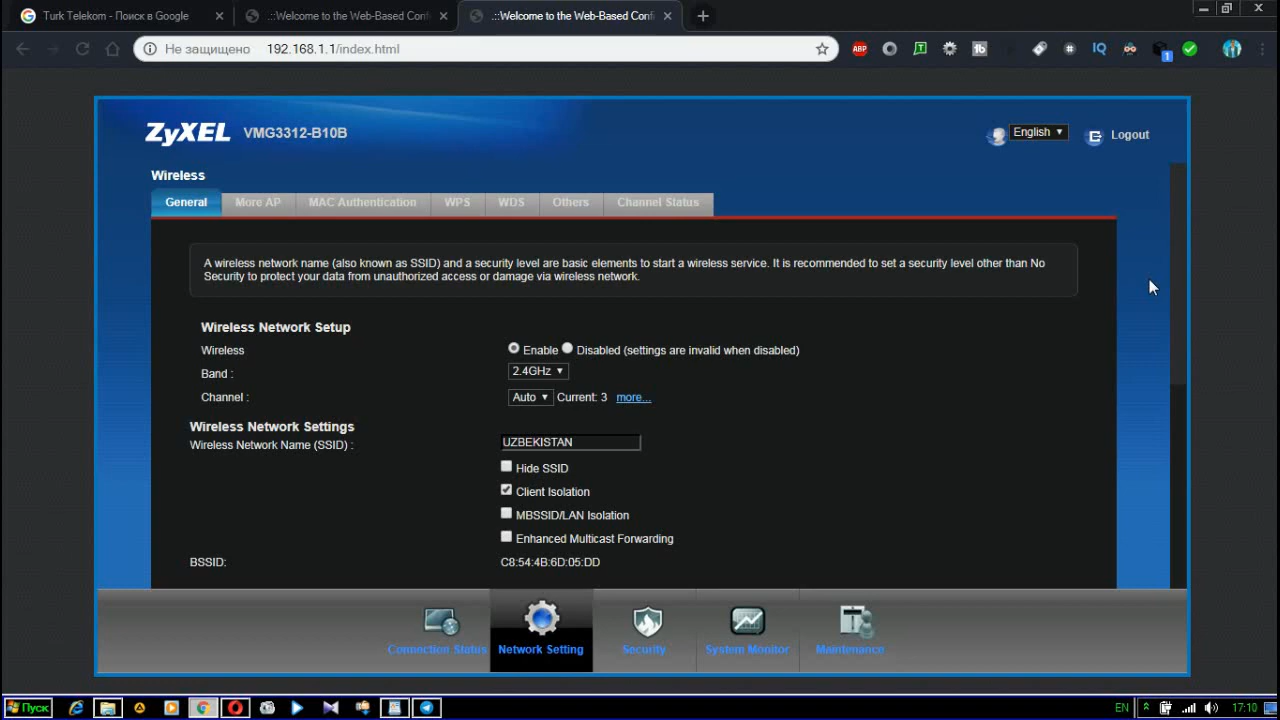 Turk Telekom - Поиск в Google
.::Welcome to the Web-Based Conf
.::Welcome to the Web-Based Conf
Не защищено 192.168.1.1/index.html
ABP
T
tb
#
IQ
1
ZyXEL VMG3312-B10B
English
Logout
Wireless
General More AP MAC Authentication WPS WDS Others Channel Status
A wireless network name (also known as SSID) and a security level are basic elements to start a wireless service. It is recommended to set a security level other than No
Security to protect your data from unauthorized access or damage via wireless network.
Wireless Network Setup
Wireless Enable Disabled (settings are invalid when disabled)
Band : 2.4GHz
Channel : Auto Current: 3 more...
Wireless Network Settings
Wireless Network Name (SSID) : UZBEKISTAN
Hide SSID
Client Isolation
MBSSID/LAN Isolation
Enhanced Multicast Forwarding
BSSID: C8:54:4B:6D:05:DD
Connection Status Network Setting Security System Monitor Maintenance
Пуск EN 17:10